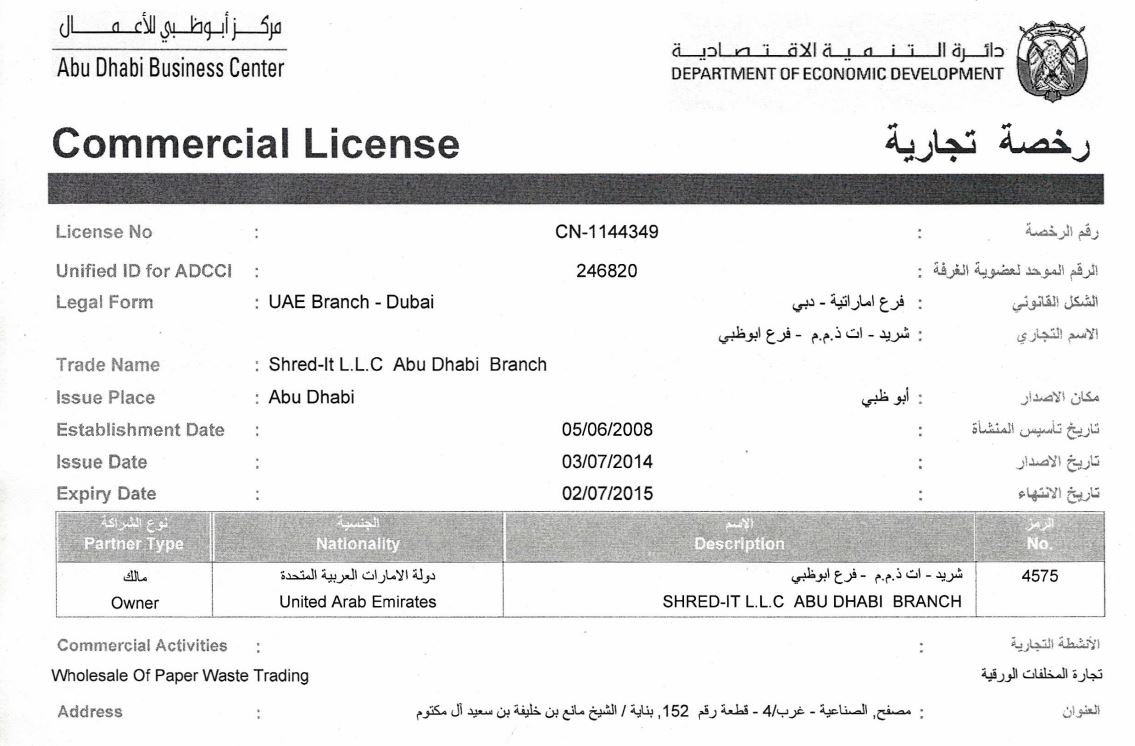 مركز أبوظبي للأعمال
Abu Dhabi Business Center
دائرة التنمية الاقتصادية
DEPARTMENT OF ECONOMIC DEVELOPMENT
Commercial License رخصة تجارية
License No : CN-1144349 : رقم الرخصة
Unified ID for ADCCI : 246820 : الرقم الموحد لعضوية الغرفة
Legal Form : UAE Branch - Dubai فرع اماراتية - دبي : الشكل القانوني
شريد - ات ذ.م.م - فرع ابوظبي : الاسم التجاري
Trade Name : Shred-It L.L.C Abu Dhabi Branch
Issue Place : Abu Dhabi أبو ظبي : مكان الاصدار
Establishment Date : 05/06/2008 : تاريخ تأسيس المنشأة
Issue Date : 03/07/2014 : تاريخ الاصدار
Expiry Date : 02/07/2015 : تاريخ الانتهاء
نوع الشراكة الجنسية الاسم الرمز
Partner Type Nationality Description No.
مالك دولة الامارات العربية المتحدة شريد - ات ذ.م.م - فرع ابوظبي 4575
Owner United Arab Emirates SHRED-IT L.L.C ABU DHABI BRANCH
Commercial Activities : : الأنشطة التجارية
Wholesale Of Paper Waste Trading تجارة المخلفات الورقية
Address : مصفح, الصناعية - غرب/4 - قطعة رقم 152, بناية / الشيخ مانع بن خليفة بن سعيد آل مكتوم : العنوان